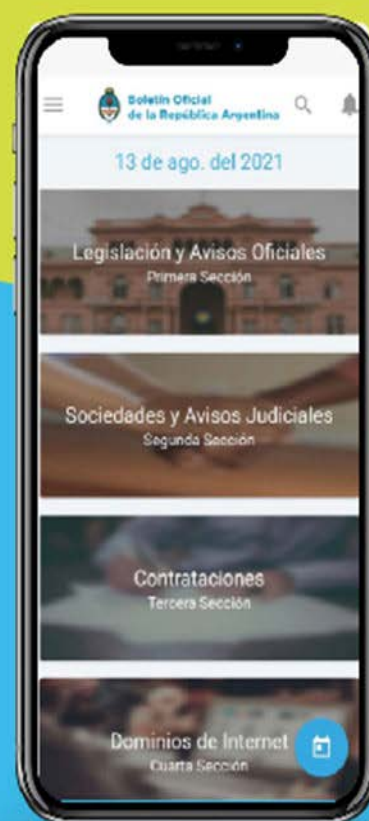 Boletín Oficial
de la República Argentina
13 de ago. del 2021
Legislación y Avisos Oficiales
Primera Sección
Sociedades y Avisos Judiciales
Segunda Sección
Contrataciones
Tercera Sección
Dominios de Internet
Cuarta Sección